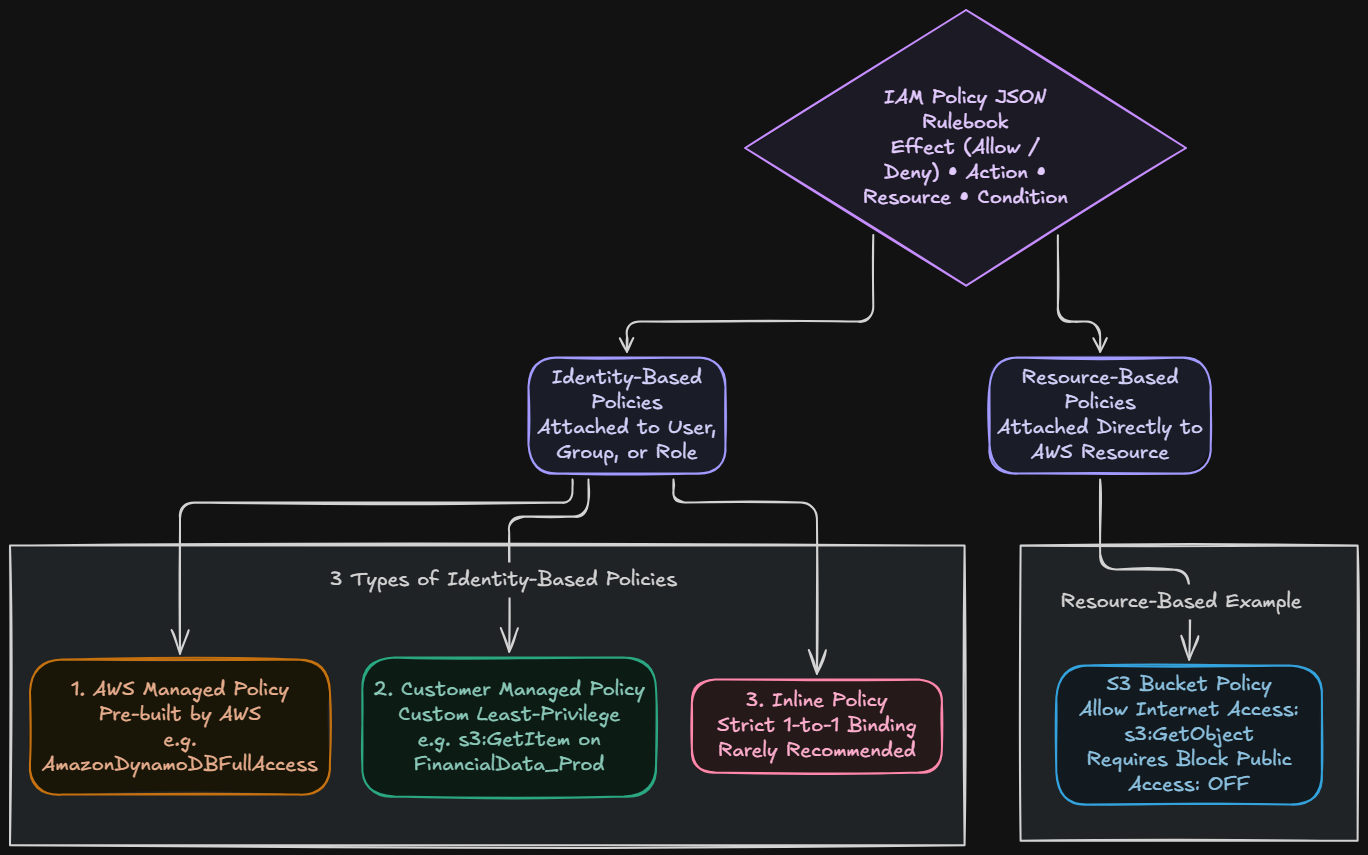 IAM Policy JSON
Rulebook
Effect (Allow /
Deny) • Action •
Resource • Condition
Identity-Based
Policies
Attached to User,
Group, or Role
Resource-Based
Policies
Attached Directly to
AWS Resource
3 Types of Identity-Based Policies
1. AWS Managed Policy
Pre-built by AWS
e.g.
AmazonDynamoDBFullAccess
2. Customer Managed Policy
Custom Least-Privilege
e.g. s3:GetItem on
FinancialData_Prod
3. Inline Policy
Strict 1-to-1 Binding
Rarely Recommended
Resource-Based Example
S3 Bucket Policy
Allow Internet Access:
s3:GetObject
Requires Block Public
Access: OFF